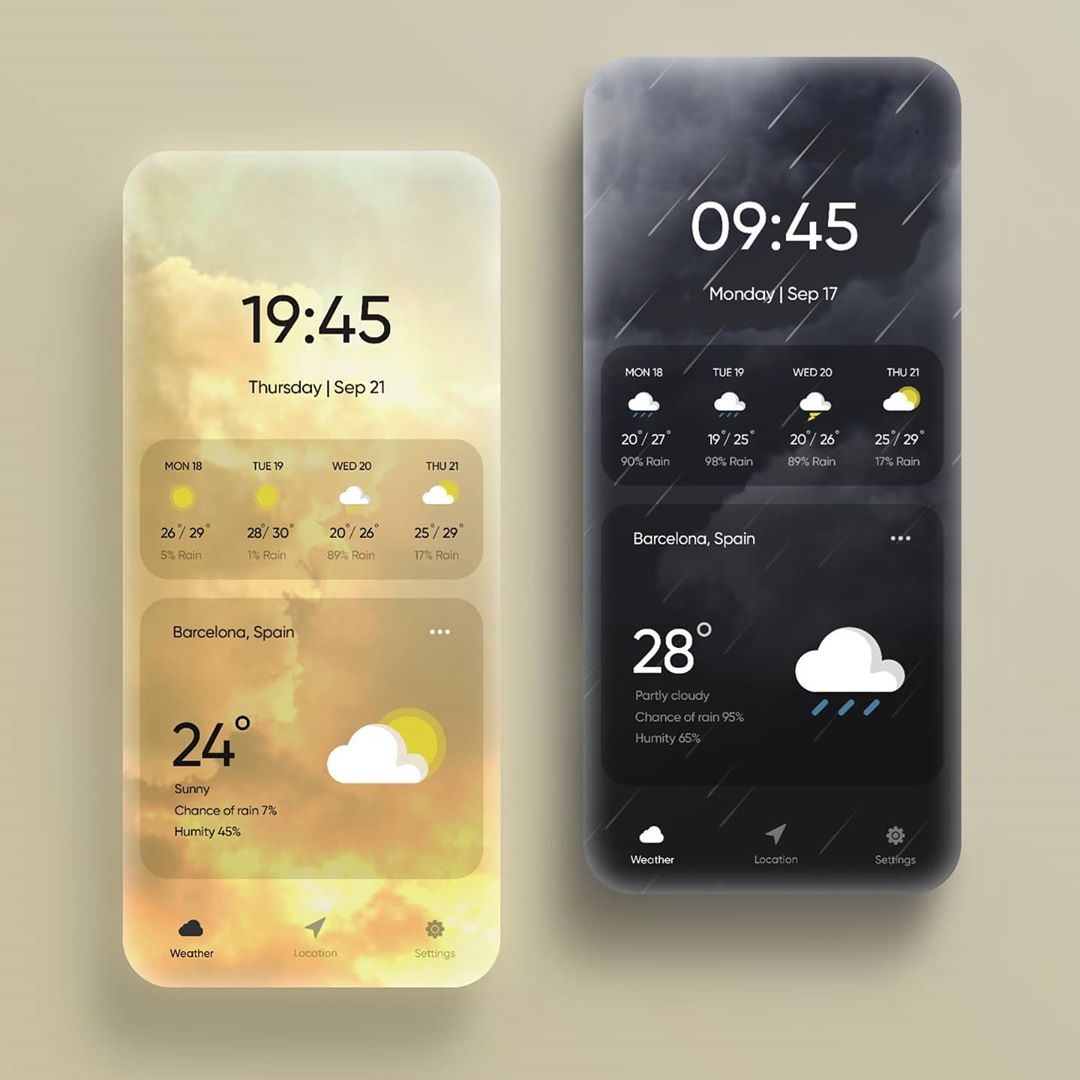 19:45
Thursday | Sep 21
MON 18 TUE 19 WED 20 THU 21
26°/ 29° 28°/ 30° 20°/ 26° 25°/ 29°
5% Rain 1% Rain 89% Rain 17% Rain
Barcelona, Spain
24°
Sunny
Chance of rain 7%
Humity 45%
Weather Location Settings
09:45
Monday | Sep 17
MON 18 TUE 19 WED 20 THU 21
20°/ 27° 19°/ 25° 20°/ 26° 25°/ 29°
90% Rain 98% Rain 89% Rain 17% Rain
Barcelona, Spain
28°
Partly cloudy
Chance of rain 95%
Humity 65%
Weather Location Settings